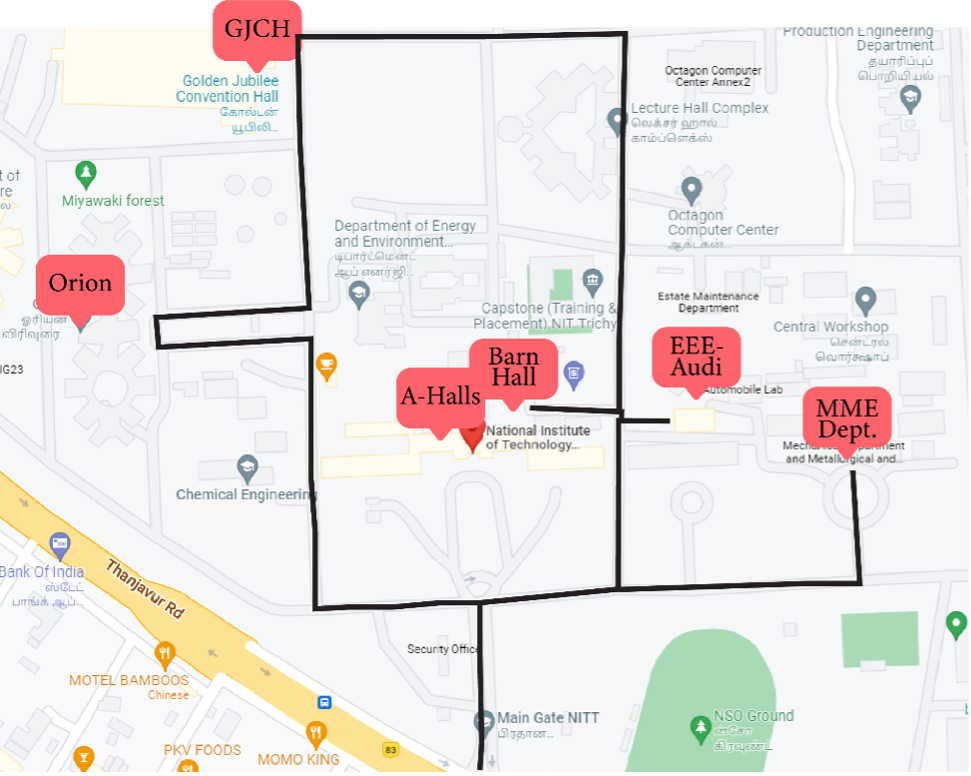 GJCH
Production Engineering
Department
தயாரிப்புப்
பொறியியல்
Golden Jubilee
Convention Hall
கோல்டன்
யூபிலி...
Octagon Computer
Center Annex2
Lecture Hall Complex
லெக்சர் ஹால்
காம்ப்ளெக்ஸ்
Miyawaki forest
Octagon
Computer Center
ஆக்டகன்...
Department of Energy
and Environment...
டிபார்ட்மெண்ட்
ஆப் எனர்ஜி...
Orion
ஓரியன்
விரிவுரை...
IG23
Capstone (Training &
Placement) NIT Trichy
Estate Maintenance
Department
Central Workshop
சென்ட்ரல்
வொர்க்ஷாப்
Barn
Hall
EEE-
Audi
Automobile Lab
A-Halls
MME
Dept.
National Institute
of Technology...
and Metallurgical and...
Chemical Engineering
Bank Of India
ஸ்டேட்
பாங்க் ஆப்...
Thanjavur Rd
Security Office
MOTEL BAMBOOS
Chinese
Main Gate NITT
பிரதான...
NSO Ground
என்சோ
கிரவுண்ட்
PKV FOODS
MOMO KING
83